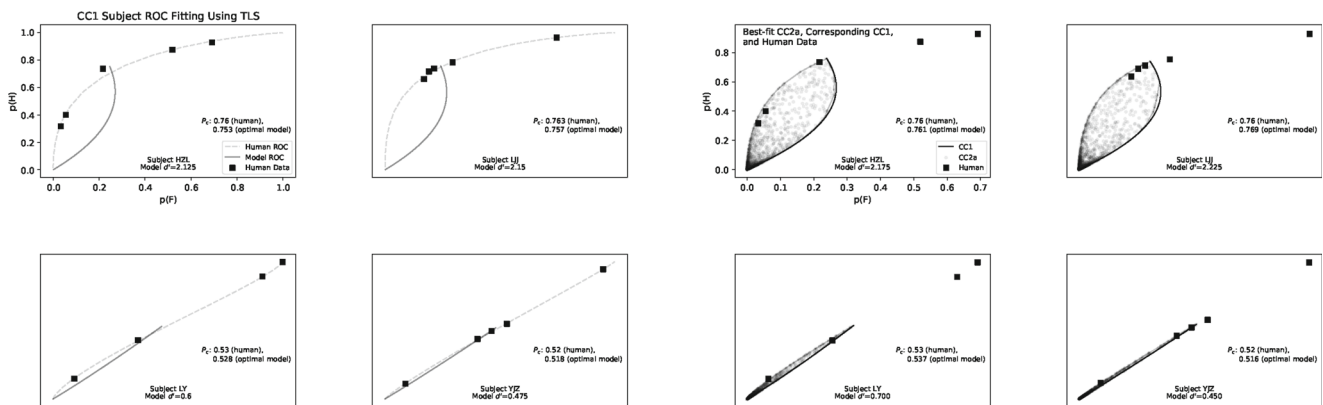 CC1 Subject ROC Fitting Using TLS
1.0
0.8
0.6
0.4
0.2
0.0
p(H)
P_c: 0.76 (human),
0.753 (optimal model)
Human ROC
Model ROC
Human Data
Subject HZL
Model d'=2.125
0.0 0.2 0.4 0.6 0.8 1.0
p(F)
P_c: 0.763 (human),
0.757 (optimal model)
Subject LJJ
Model d'=2.15
Best-fit CC2a, Corresponding CC1,
and Human Data
0.8
0.6
0.4
0.2
0.0
p(H)
P_c: 0.76 (human),
0.761 (optimal model)
CC1
CC2a
Human
Subject HZL
Model d'=2.175
0.0 0.1 0.2 0.3 0.4 0.5 0.6 0.7
p(F)
P_c: 0.76 (human),
0.769 (optimal model)
Subject LJJ
Model d'=2.225
P_c: 0.53 (human),
0.528 (optimal model)
Subject LY
Model d'=0.6
P_c: 0.52 (human),
0.518 (optimal model)
Subject YJZ
Model d'=0.475
P_c: 0.53 (human),
0.537 (optimal model)
Subject LY
Model d'=0.700
P_c: 0.52 (human),
0.516 (optimal model)
Subject YJZ
Model d'=0.450